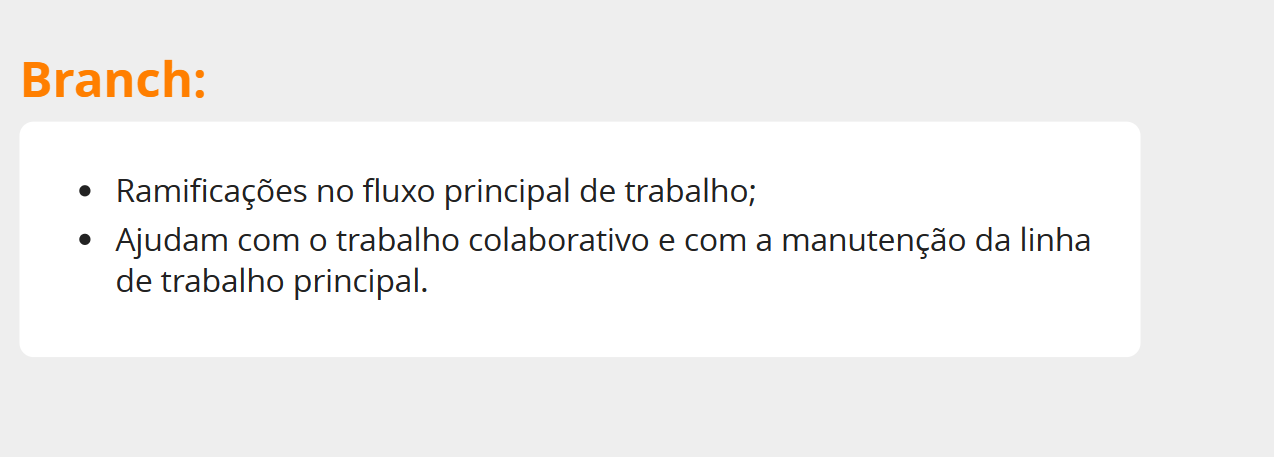 Branch:
• Ramificações no fluxo principal de trabalho;
• Ajudam com o trabalho colaborativo e com a manutenção da linha
de trabalho principal.